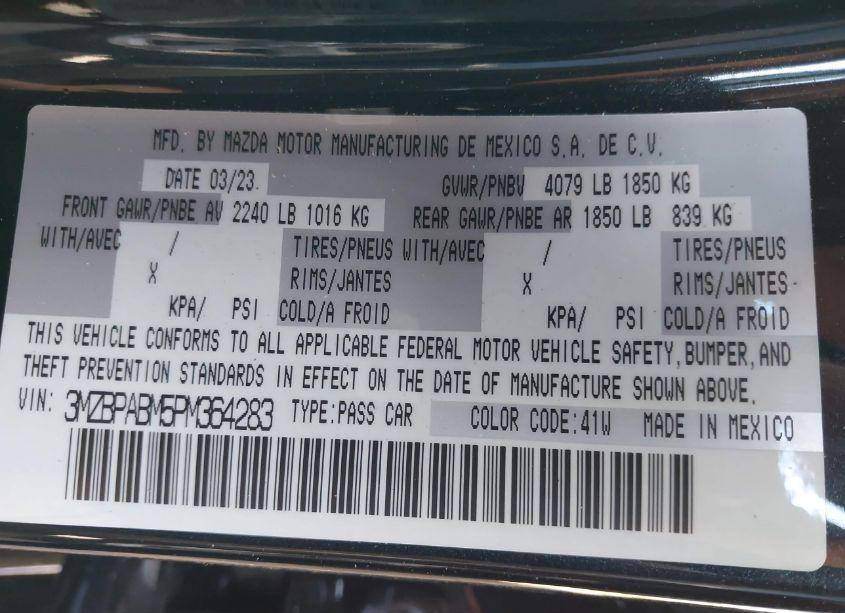 MFD. BY MAZDA MOTOR MANUFACTURING DE MEXICO S.A. DE C.V.
DATE 03/23. GVWR/PNBV 4079 LB 1850 KG
FRONT GAWR/PNBE AV 2240 LB 1016 KG REAR GAWR/PNBE AR 1850 LB 839 KG
WITH/AVEC / TIRES/PNEUS WITH/AVEC / TIRES/PNEUS
X RIMS/JANTES X RIMS/JANTES
KPA/ PSI COLD/A FROID KPA/ PSI COLD/A FROID
THIS VEHICLE CONFORMS TO ALL APPLICABLE FEDERAL MOTOR VEHICLE SAFETY, BUMPER, AND
THEFT PREVENTION STANDARDS IN EFFECT ON THE DATE OF MANUFACTURE SHOWN ABOVE.
VIN: 3MZBPABM5PM364283 TYPE:PASS CAR COLOR CODE:41W MADE IN MEXICO